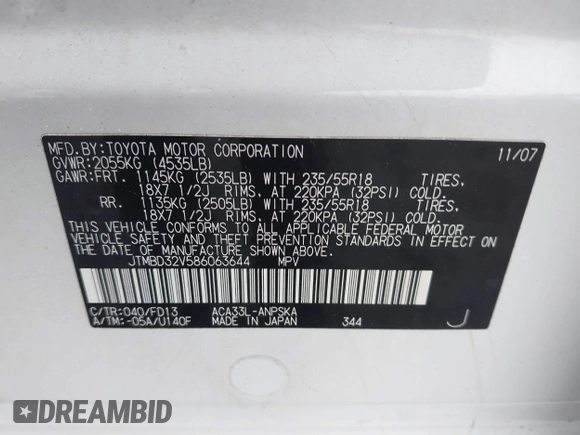 MFD.BY:TOYOTA MOTOR CORPORATION 11/07
GVWR:2055KG (4535LB)
GAWR:FRT. 1145KG (2535LB) WITH 235/55R18 TIRES.
18X7 1/2J RIMS. AT 220KPA (32PSI) COLD.
RR. 1135KG (2505LB) WITH 235/55R18 TIRES.
18X7 1/2J RIMS. AT 220KPA (32PSI) COLD.
THIS VEHICLE CONFORMS TO ALL APPLICABLE FEDERAL MOTOR
VEHICLE SAFETY AND THEFT PREVENTION STANDARDS IN EFFECT ON
THE DATE OF MANUFACTURE SHOWN ABOVE.
JTMBD32V586063644 MPV
C/TR:040/FD13 ACA33L-ANPSKA
A/TM:-05A/U140F MADE IN JAPAN 344 J
DREAMBID